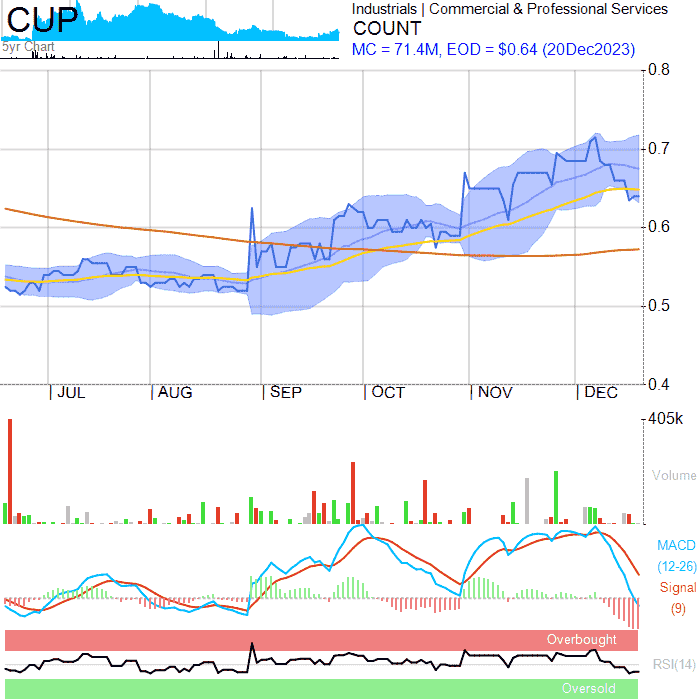 CUP
5yr Chart
Industrials | Commercial & Professional Services
COUNT
MC = 71.4M, EOD = $0.64 (20Dec2023)
0.8
0.7
0.6
0.5
0.4
JUL AUG SEP OCT NOV DEC
405k
Volume
MACD
(12-26)
Signal
(9)
Overbought
RSI(14)
Oversold